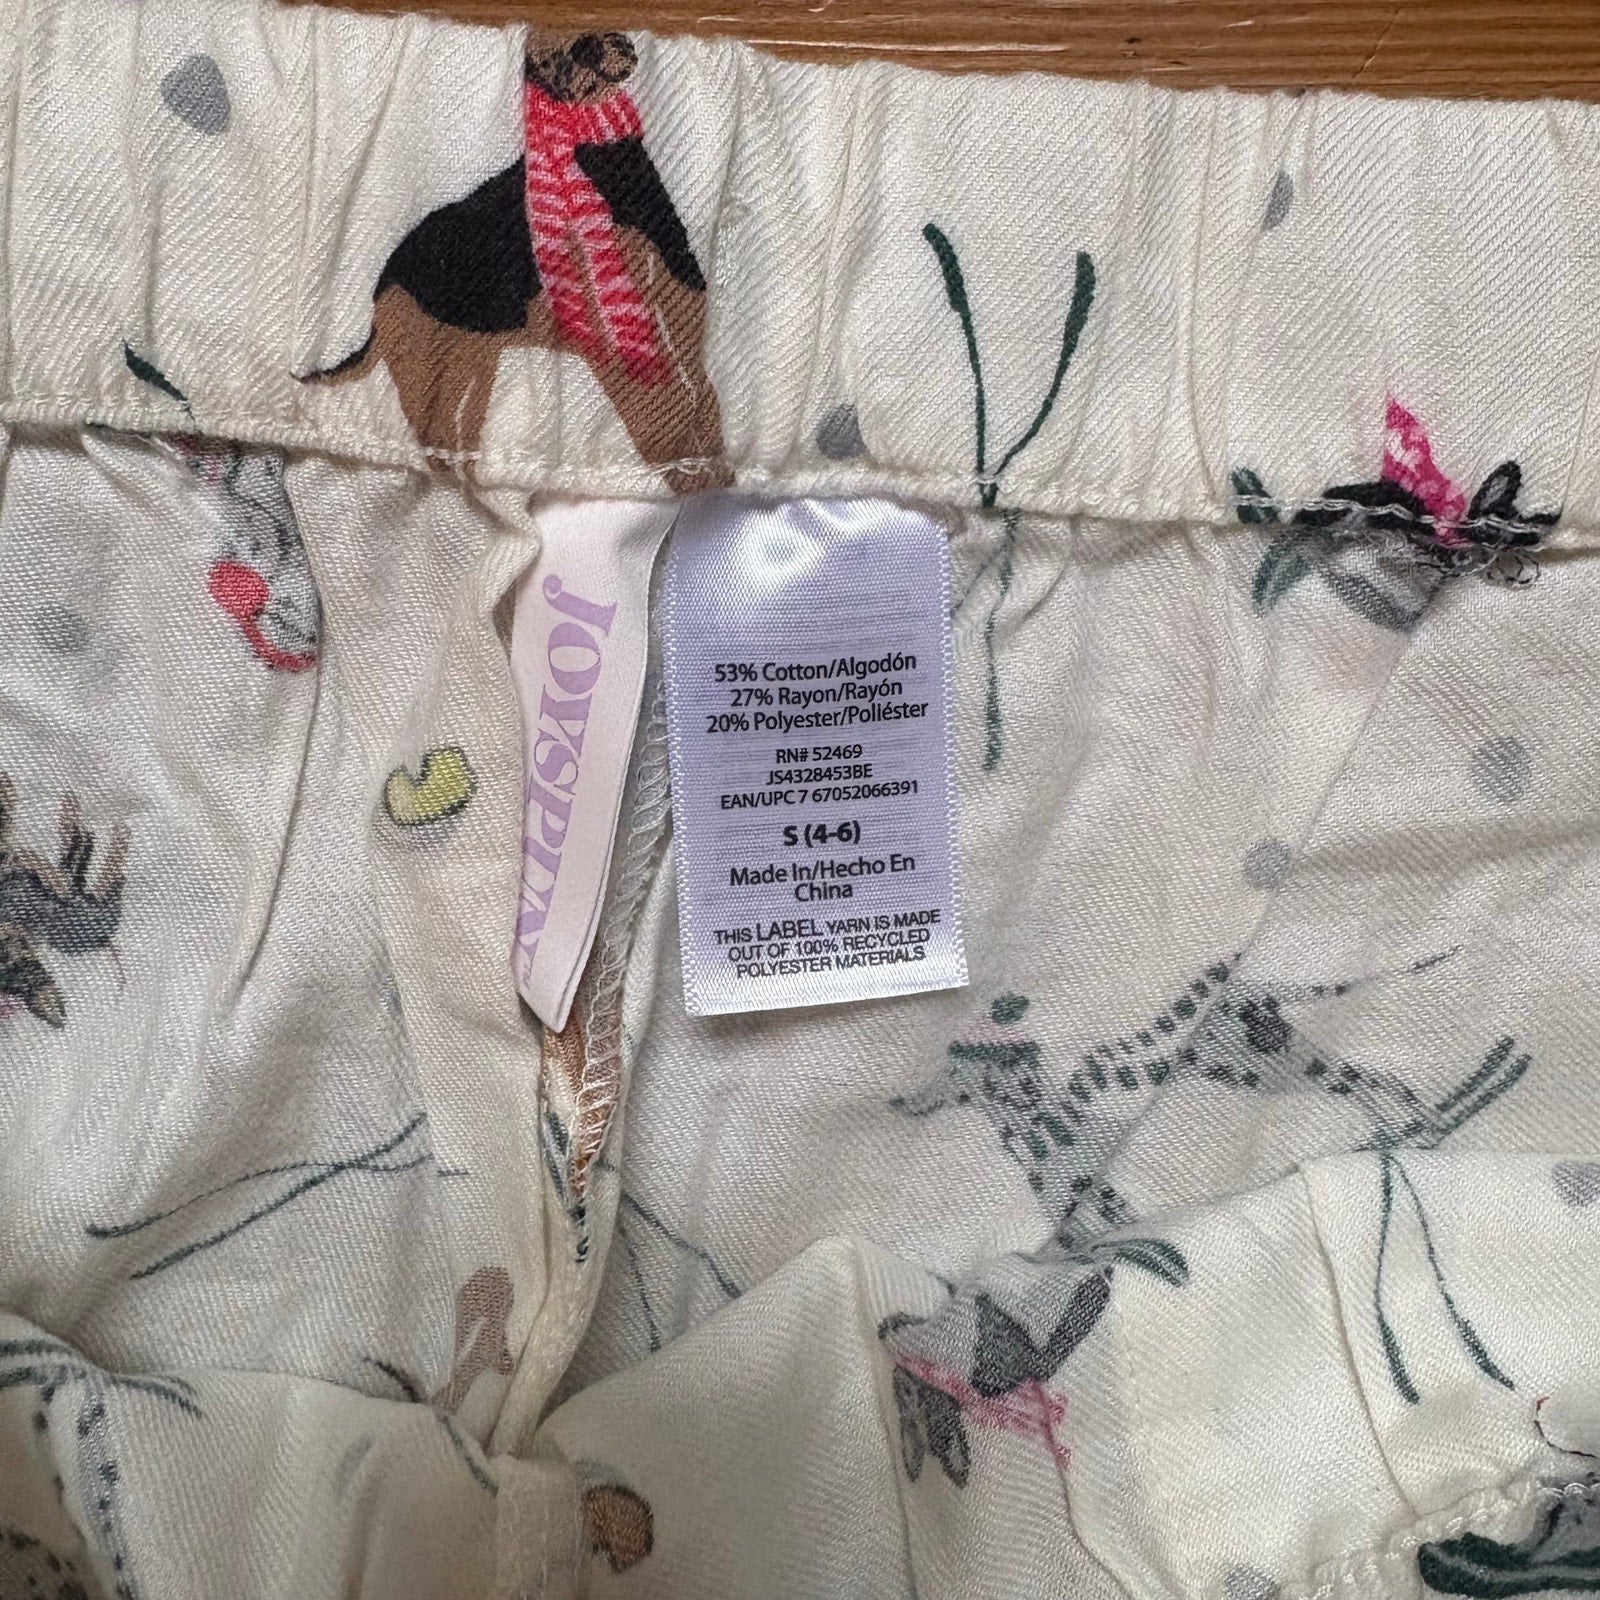 JOYSPUN
53% Cotton/Algodón
27% Rayon/Rayón
20% Polyester/Poliéster
RN# 52469
JS4328453BE
EAN/UPC 7 67052066391
S (4-6)
Made In/Hecho En
China
THIS LABEL YARN IS MADE
OUT OF 100% RECYCLED
POLYESTER MATERIALS